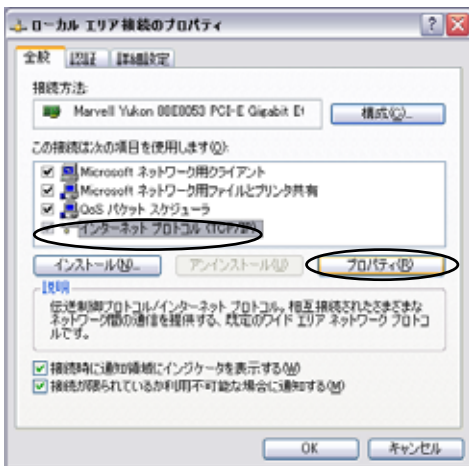 ローカル エリア接続のプロパティ
全般 認証 詳細設定
接続方法:
Marvell Yukon 88E8053 PCI-E Gigabit Et
構成(C)...
この接続は次の項目を使用します(O):
Microsoft ネットワーク用クライアント
Microsoft ネットワーク用ファイルとプリンタ共有
QoS パケット スケジューラ
インターネット プロトコル (TCP/IP)
インストール(N)... アンインストール(U) プロパティ(R)
説明
伝送制御プロトコル/インターネット プロトコル。相互接続されたさまざまな
ネットワーク間の通信を提供する、既定のワイド エリア ネットワーク プロトコ
ルです。
接続時に通知領域にインジケータを表示する(W)
接続が限られているか利用不可能な場合に通知する(M)
OK キャンセル